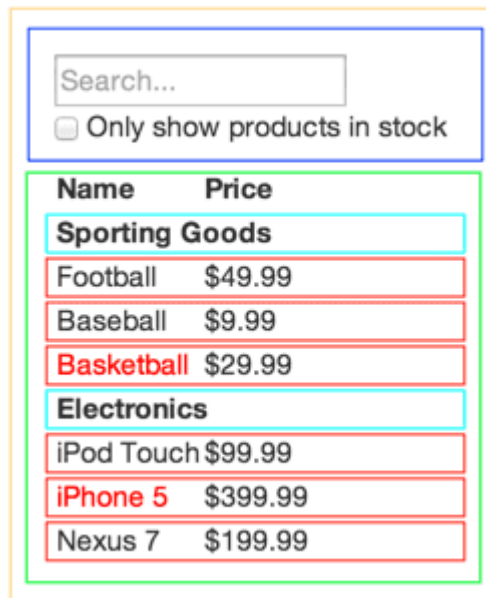 Search...
Only show products in stock
Name Price
Sporting Goods
Football $49.99
Baseball $9.99
Basketball $29.99
Electronics
iPod Touch $99.99
iPhone 5 $399.99
Nexus 7 $199.99